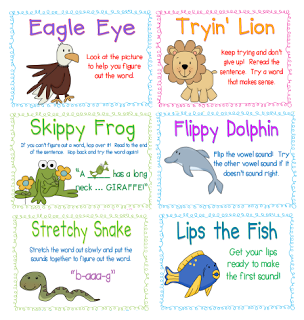 Eagle Eye
Look at the picture
to help you figure
out the word.
Tryin' Lion
Keep trying and don't
give up! Reread the
sentence. Try a word
that makes sense.
Skippy Frog
If you can't figure out a word, hop over it! Read to the end
of the sentence. Hop back and try the word again!
"A has a long
neck ... GIRAFFE!"
Flippy Dolphin
Flip the vowel sound! Try
the other vowel sound if it
doesn't sound right.
Stretchy Snake
Stretch the word out slowly and put the
sounds together to figure out the word.
"b-aaa-g"
Lips the Fish
Get your lips
ready to make
the first sound!